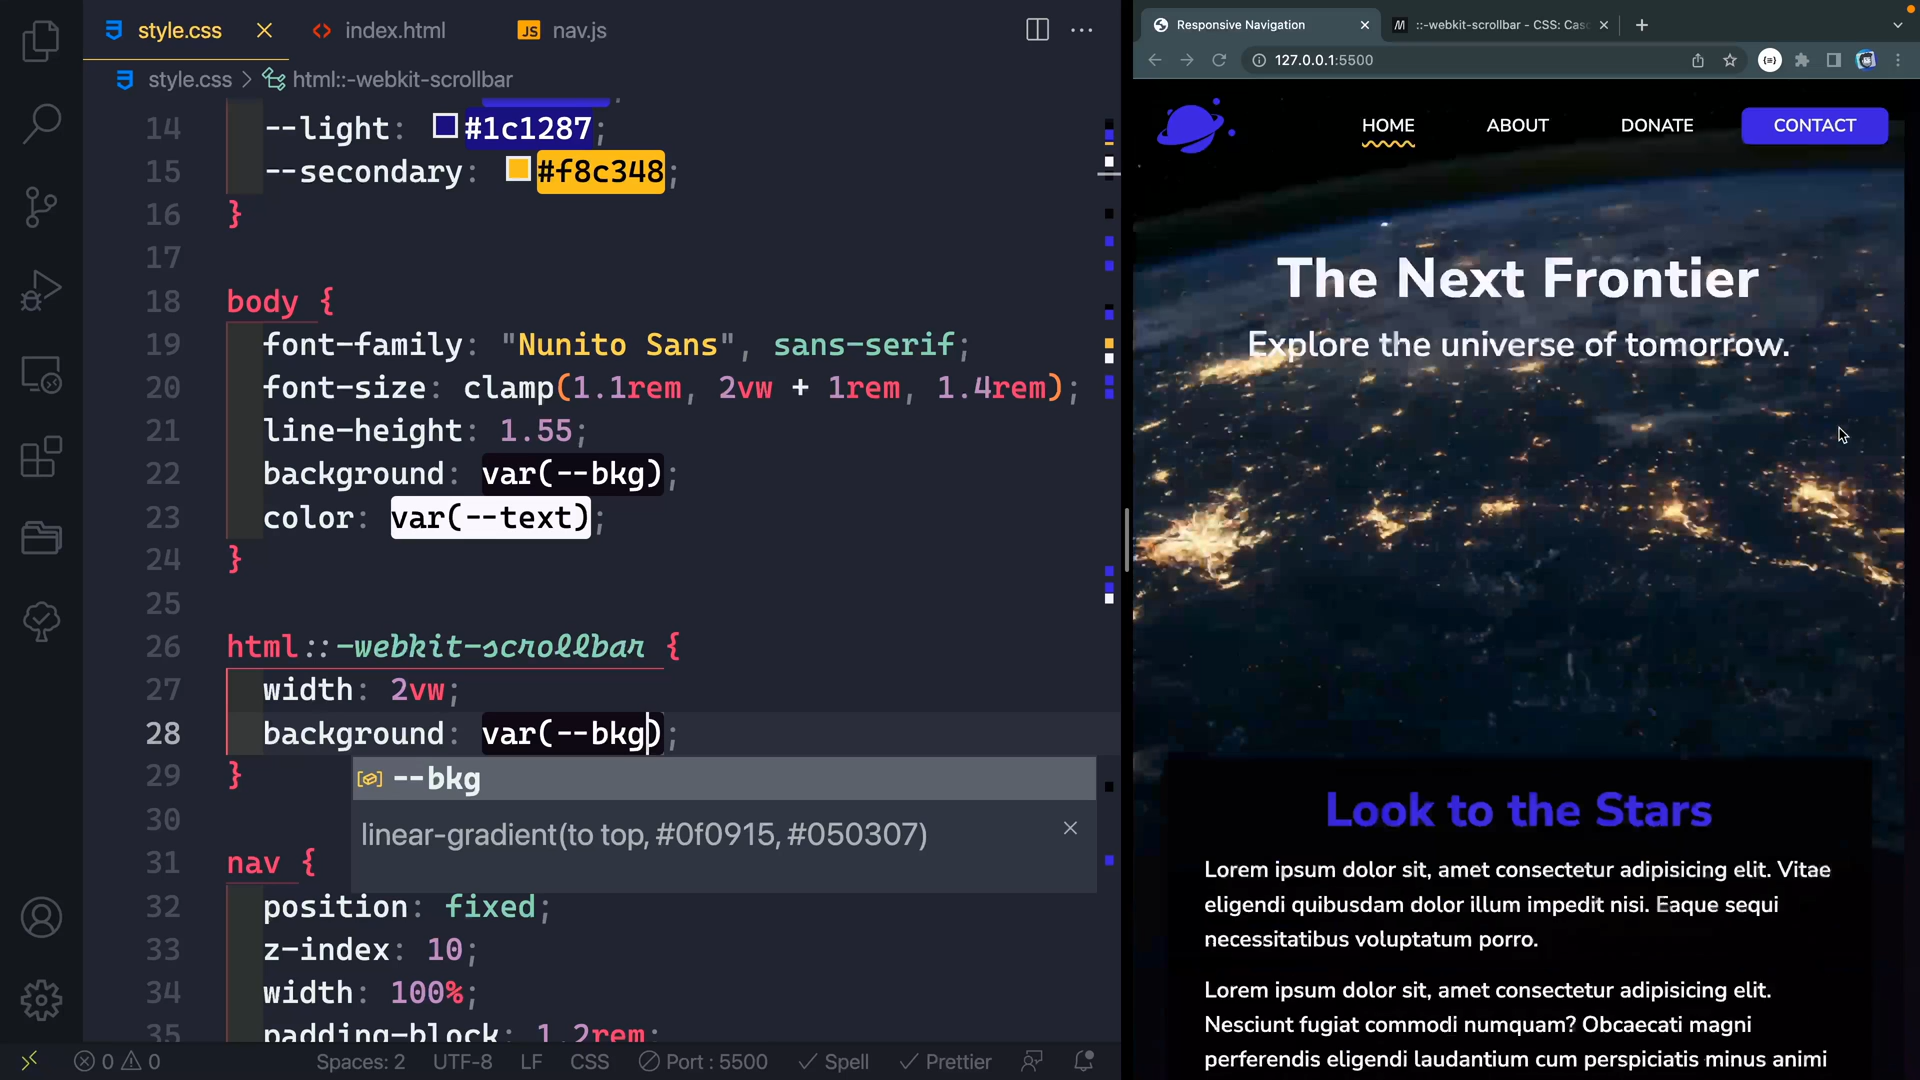 style.css
index.html
JS nav.js
style.css > html::-webkit-scrollbar
14 --light: #1c1287;
15 --secondary: #f8c348;
16 }
17
18 body {
19 font-family: "Nunito Sans", sans-serif;
20 font-size: clamp(1.1rem, 2vw + 1rem, 1.4rem);
21 line-height: 1.55;
22 background: var(--bkg);
23 color: var(--text);
24 }
25
26 html::-webkit-scrollbar {
27 width: 2vw;
28 background: var(--bkg);
29 }
--bkg
linear-gradient(to top, #0f0915, #050307)
30
31 nav {
32 position: fixed;
33 z-index: 10;
34 width: 100%;
35 padding-block: 1.2rem;
0 0
Spaces: 2
UTF-8
LF
CSS
Port : 5500
Spell
Prettier
Responsive Navigation
::-webkit-scrollbar - CSS: Casc
127.0.0.1:5500
HOME
ABOUT
DONATE
CONTACT
The Next Frontier
Explore the universe of tomorrow.
Look to the Stars
Lorem ipsum dolor sit, amet consectetur adipisicing elit. Vitae
eligendi quibusdam dolor illum impedit nisi. Eaque sequi
necessitatibus voluptatum porro.
Lorem ipsum dolor sit, amet consectetur adipisicing elit.
Nesciunt fugiat commodi numquam? Obcaecati magni
perferendis eligendi laudantium cum perspiciatis minus animi